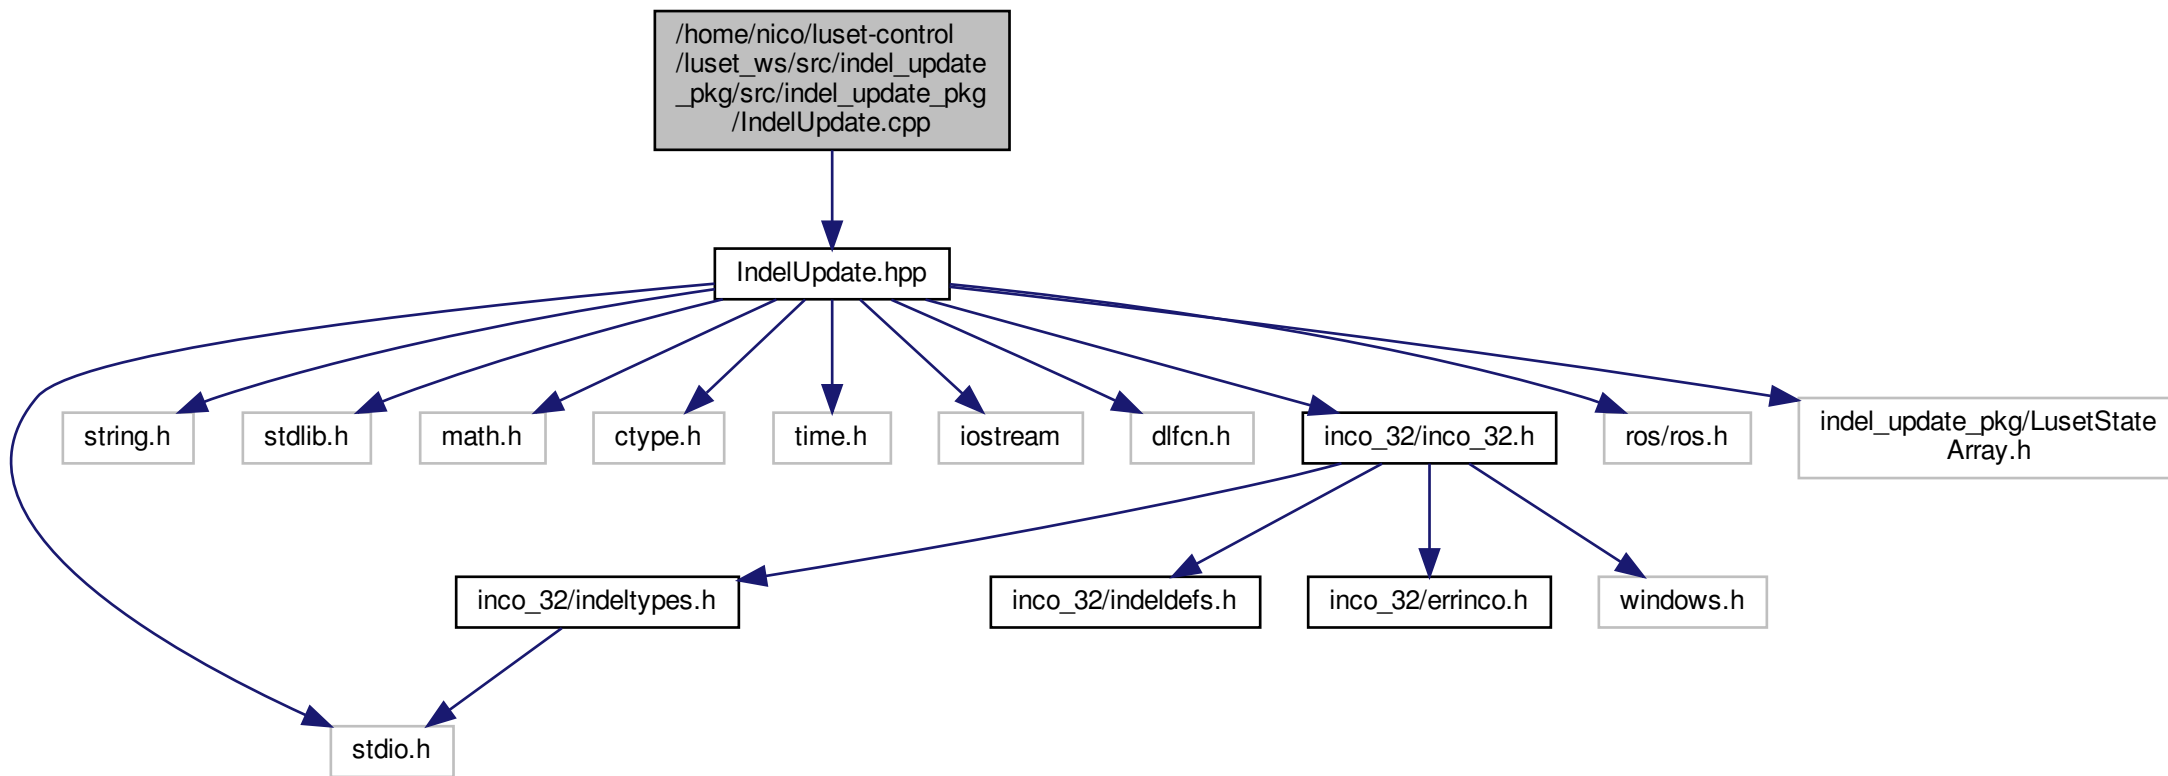 /home/nico/luset-control
/luset_ws/src/indel_update
_pkg/src/indel_update_pkg
/IndelUpdate.cpp
IndelUpdate.hpp
string.h
stdlib.h
math.h
ctype.h
time.h
iostream
dlfcn.h
inco_32/inco_32.h
ros/ros.h
indel_update_pkg/LusetState
Array.h
inco_32/indeltypes.h
inco_32/indeldefs.h
inco_32/errinco.h
windows.h
stdio.h